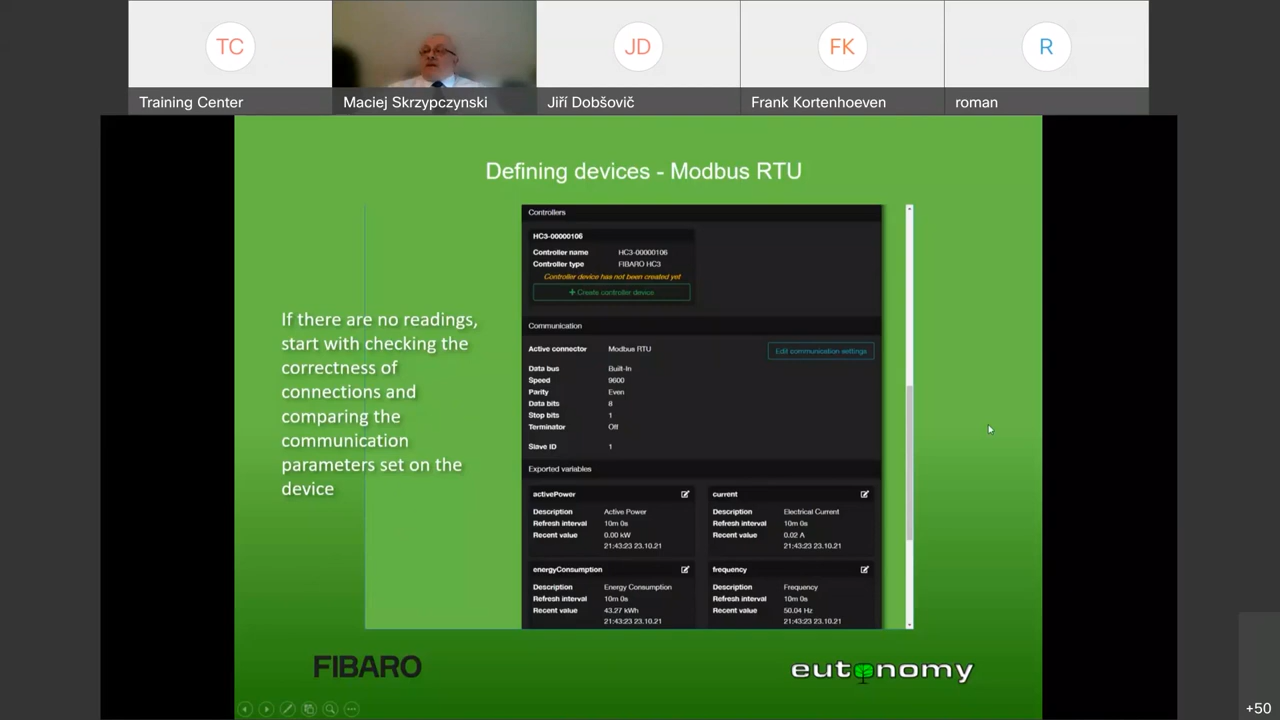 TC
JD
FK
R
Training Center
Maciej Skrzypczynski
Jiří Dobšovič
Frank Kortenhoeven
roman
Defining devices - Modbus RTU
If there are no readings,
start with checking the
correctness of
connections and
comparing the
communication
parameters set on the
device
Controllers
HC3-00000106
Controller name HC3-00000106
Controller type FIBARO HC3
Controller device has not been created yet
+ Create controller device
Communication
Active connector Modbus RTU
Edit communication settings
Data bus Built-In
Speed 9600
Parity Even
Data bits 8
Stop bits 1
Terminator Off
Slave ID 1
Exported variables
activePower
Description Active Power
Refresh interval 10m 0s
Recent value 0.00 kW
21:43:23 23.10.21
current
Description Electrical Current
Refresh interval 10m 0s
Recent value 0.02 A
21:43:23 23.10.21
energyConsumption
Description Energy Consumption
Refresh interval 10m 0s
Recent value 43.27 kWh
21:43:23 23.10.21
frequency
Description Frequency
Refresh interval 10m 0s
Recent value 50.04 Hz
21:43:23 23.10.21
FIBARO
eutonomy
+50